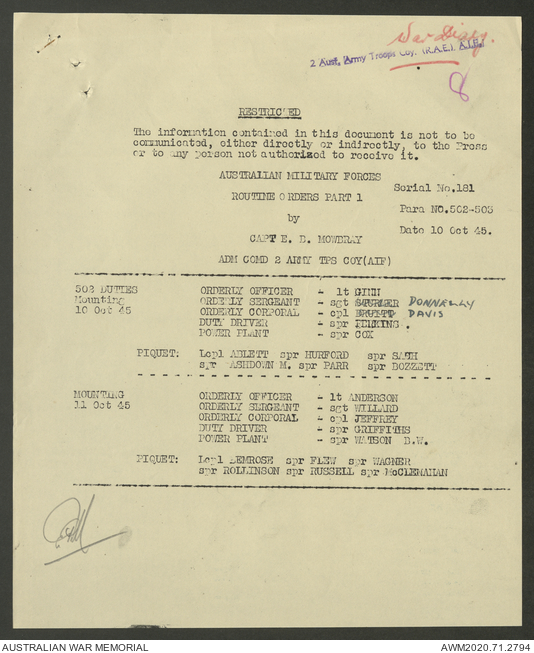 War Diary.
2 Aust. Army Troops Coy. (R.A.E.) A.I.F.
8
RESTRICTED
The information contained in this document is not to be
communicated, either directly or indirectly, to the Press
or to any person not authorized to receive it.
AUSTRALIAN MILITARY FORCES
Serial No.181
ROUTINE ORDERS PART 1
Para NO.502-503
by
Date 10 Oct 45.
CAPT E. D. MOWBRAY
ADM COMD 2 ARMY TPS COY(AIF)
502 DUTIES ORDERLY OFFICER - lt GINN
Mounting ORDERLY SERGEANT - sgt DONNELLY
10 Oct 45 ORDERLY CORPORAL - cpl DAVIS
DUTY DRIVER - spr JENKINS.
POWER PLANT - spr COX
PIQUET: Lcpl ADLETT spr HURFORD spr SATH
spr ASHDOWN M. spr PARR spr BOZZETT
MOUNTING ORDERLY OFFICER - lt ANDERSON
11 Oct 45 ORDERLY SERGEANT - sgt WILLARD
ORDERLY CORPORAL - cpl JEFFREY
DUTY DRIVER - spr GRIFFITHS
POWER PLANT - spr WATSON D.W.
PIQUET: Lcpl PEMROSE spr FLEW spr WAGNER
spr ROLLINSON spr RUSSELL spr McCLENAHAN
AUSTRALIAN WAR MEMORIAL
AWM2020.71.2794